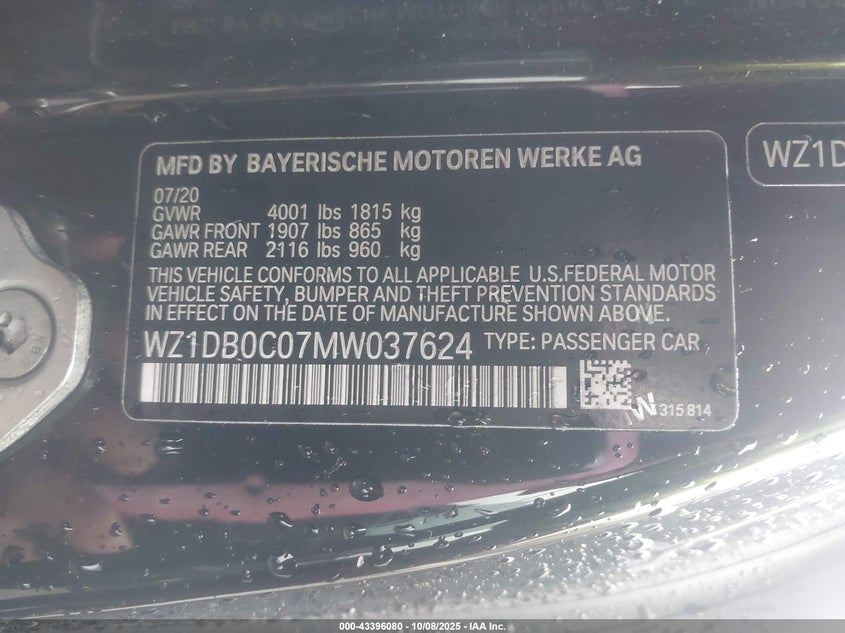 MFD BY BAYERISCHE MOTOREN WERKE AG
07/20
GVWR 4001 lbs 1815 kg
GAWR FRONT 1907 lbs 865 kg
GAWR REAR 2116 lbs 960 kg
THIS VEHICLE CONFORMS TO ALL APPLICABLE U.S.FEDERAL MOTOR
VEHICLE SAFETY, BUMPER AND THEFT PREVENTION STANDARDS
IN EFFECT ON THE DATE OF MANUFACTURE SHOWN ABOVE.
WZ1DB0C07MW037624 TYPE: PASSENGER CAR
315814
WZ1D
000-43396080 - 10/08/2025 - IAA Inc.